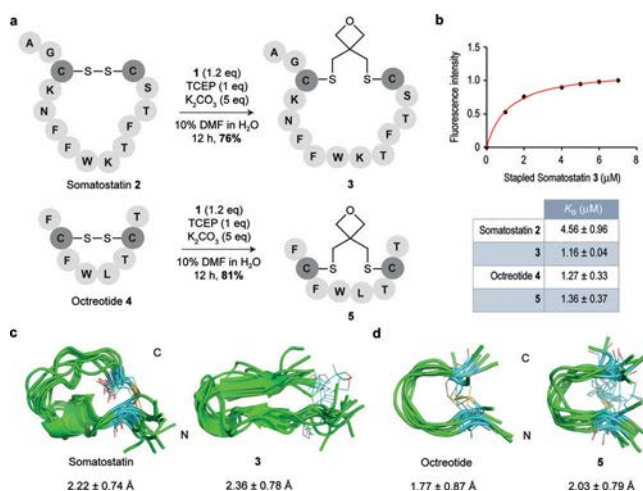 a
A
G
C S S C
K S
N T
F F
F W K T
Somatostatin 2
1 (1.2 eq)
TCEP (1 eq)
K2CO3 (5 eq)
10% DMF in H2O
12 h, 76%
O
A
G
C S S C
K S
N T
F F
F W K T
3
F T
C S S C
F W L T
Octreotide 4
1 (1.2 eq)
TCEP (1 eq)
K2CO3 (5 eq)
10% DMF in H2O
12 h, 81%
O
F S S T
C C
F W L T
5
b
Fluorescence intensity
1.5
1.0
0.5
0.0
0 2 4 6 8
Stapled Somatostatin 3 (μM)
KD (μM)
Somatostatin 2 4.56 ± 0.96
3 1.16 ± 0.04
Octreotide 4 1.27 ± 0.33
5 1.36 ± 0.37
c
C
N
Somatostatin
2.22 ± 0.74 Å
3
2.36 ± 0.78 Å
d
C
N
Octreotide
1.77 ± 0.87 Å
5
2.03 ± 0.79 Å